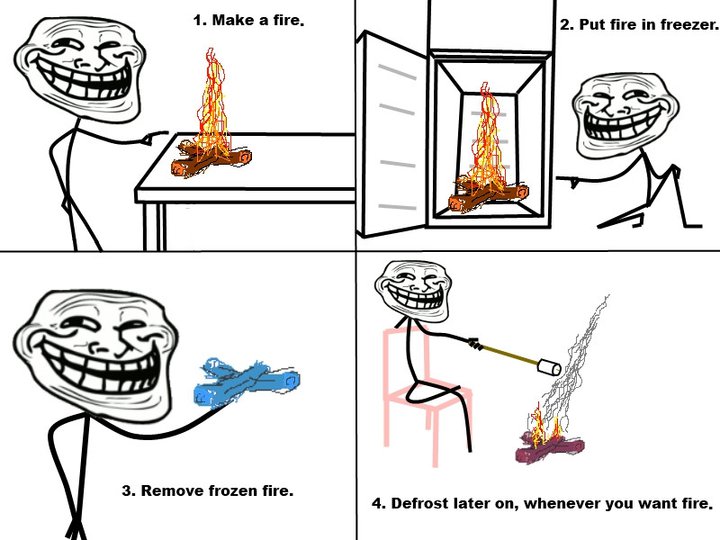 1. Make a fire.
2. Put fire in freezer.
3. Remove frozen fire.
4. Defrost later on, whenever you want fire.